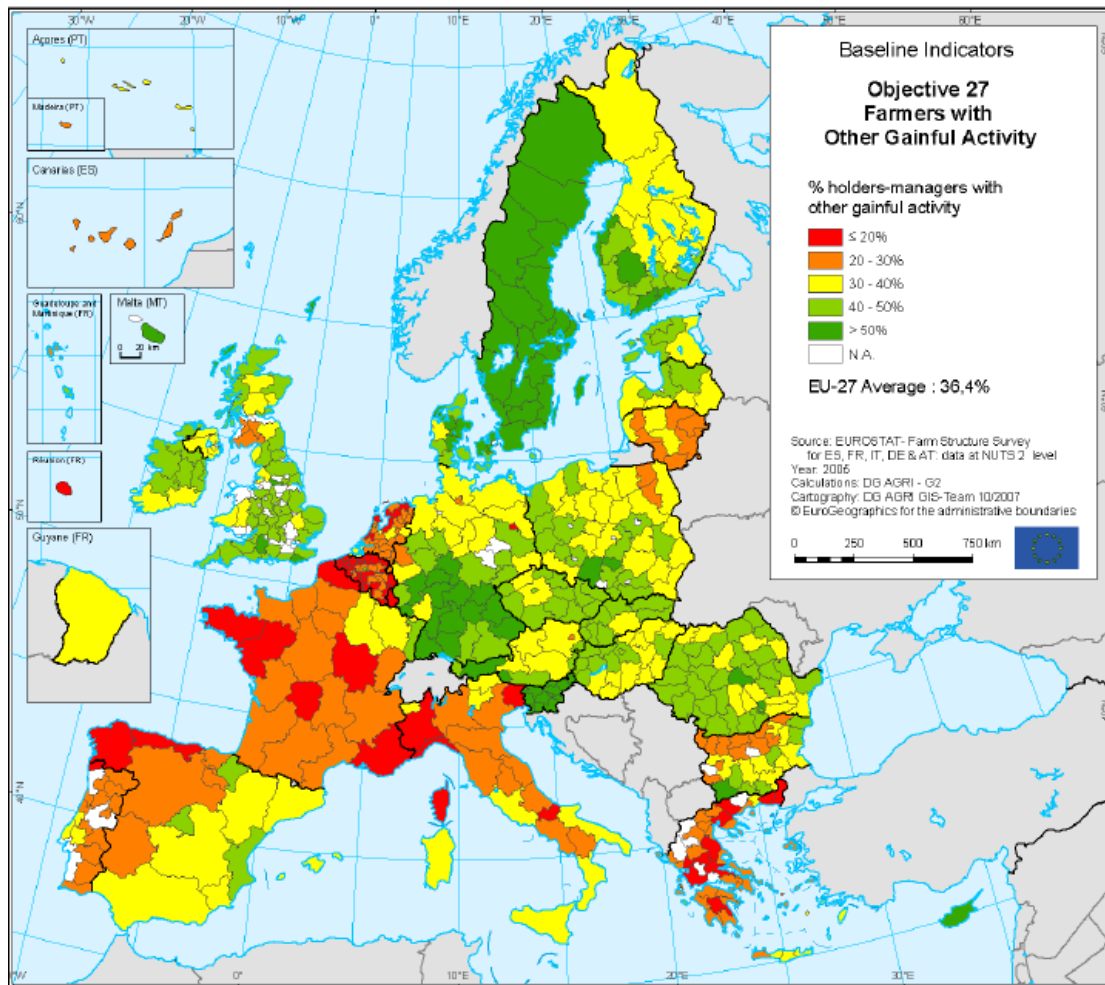 30°W
20°W
10°W
0°
10°E
20°E
30°E
40°E
50°E
60°E
Açores (PT)
Madeira (PT)
Canarias (ES)
Guadeloupe and
Martinique (FR)
Malta (MT)
0 20 km
Réunion (FR)
Guyane (FR)
60°N
50°N
40°N
Baseline Indicators
Objective 27
Farmers with
Other Gainful Activity
% holders-managers with
other gainful activity
≤ 20%
20 - 30%
30 - 40%
40 - 50%
> 50%
N.A.
EU-27 Average : 36,4%
Source: EUROSTAT- Farm Structure Survey
for ES, FR, IT, DE & AT: data at NUTS 2 level
Year: 2005
Calculations: DG AGRI - G2
Cartography: DG AGRI GIS-Team 10/2007
© EuroGeographics for the administrative boundaries
0 250 500 750 km
0°
10°E
20°E
30°E